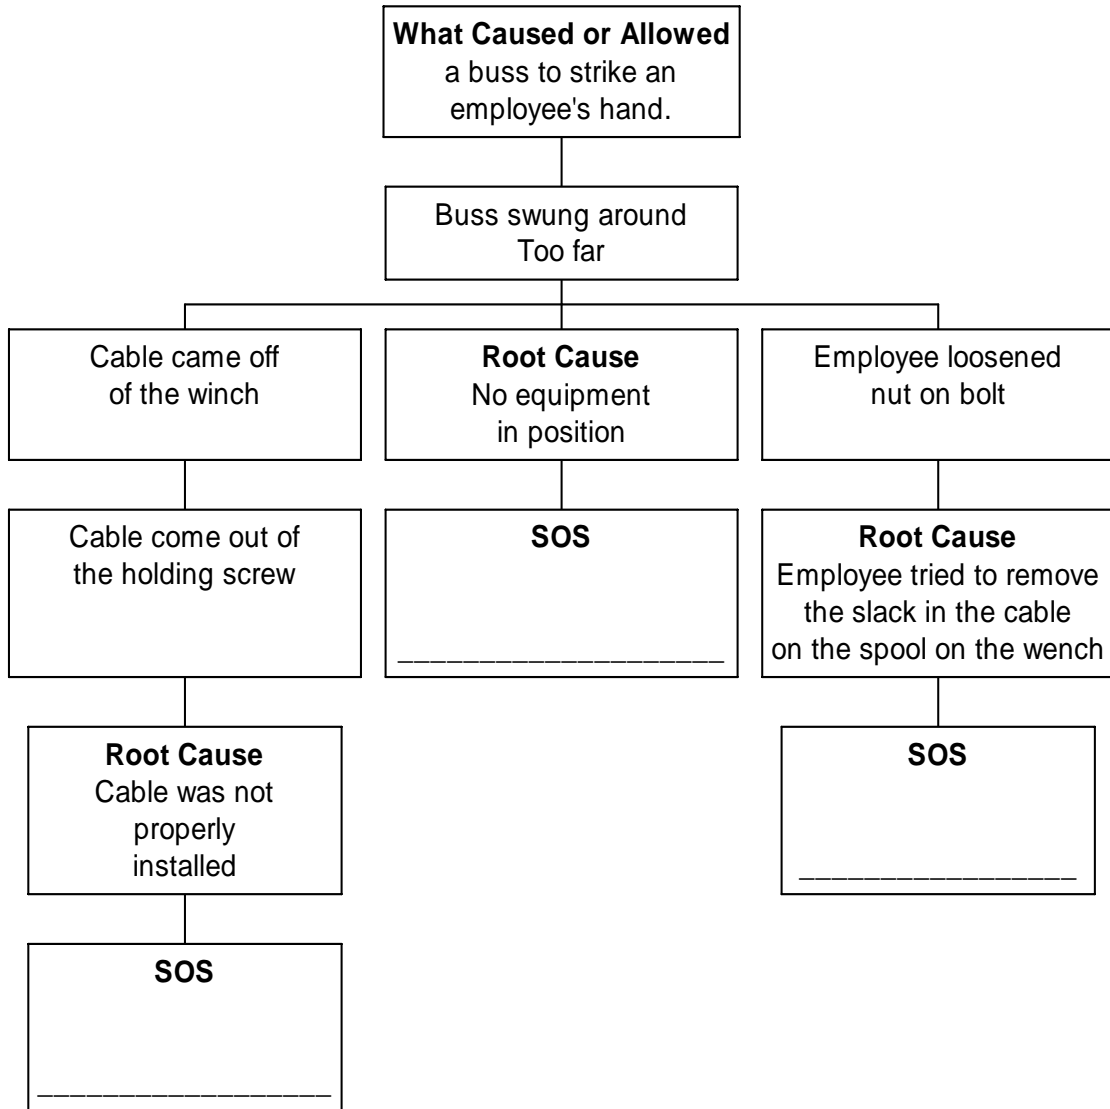 What Caused or Allowed
a buss to strike an
employee's hand.
Buss swung around
Too far
Cable came off
of the winch
Root Cause
No equipment
in position
Employee loosened
nut on bolt
Cable come out of
the holding screw
SOS
____________________
Root Cause
Employee tried to remove
the slack in the cable
on the spool on the wench
Root Cause
Cable was not
properly
installed
SOS
_________________
SOS
__________________